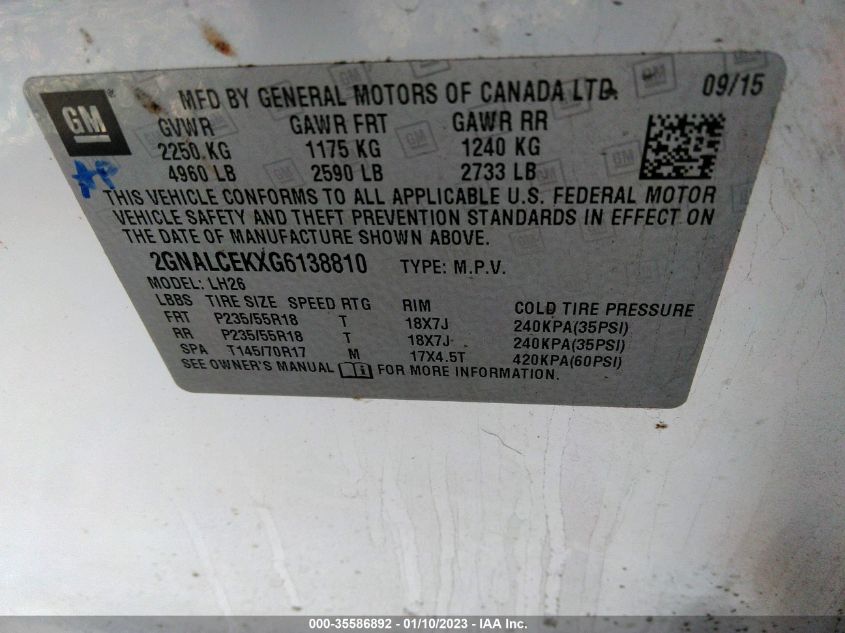 GM
MFD BY GENERAL MOTORS OF CANADA LTD. 09/15
GVWR GAWR FRT GAWR RR
2250 KG 1175 KG 1240 KG
4960 LB 2590 LB 2733 LB
THIS VEHICLE CONFORMS TO ALL APPLICABLE U.S. FEDERAL MOTOR
VEHICLE SAFETY AND THEFT PREVENTION STANDARDS IN EFFECT ON
THE DATE OF MANUFACTURE SHOWN ABOVE.
2GNALCEKXG6138810 TYPE: M.P.V.
MODEL: LH26
LBBS TIRE SIZE SPEED RTG RIM COLD TIRE PRESSURE
FRT P235/55R18 T 18X7J 240KPA(35PSI)
RR P235/55R18 T 18X7J 240KPA(35PSI)
SPA T145/70R17 M 17X4.5T 420KPA(60PSI)
SEE OWNER'S MANUAL FOR MORE INFORMATION.
000-35586892 - 01/10/2023 - IAA Inc.